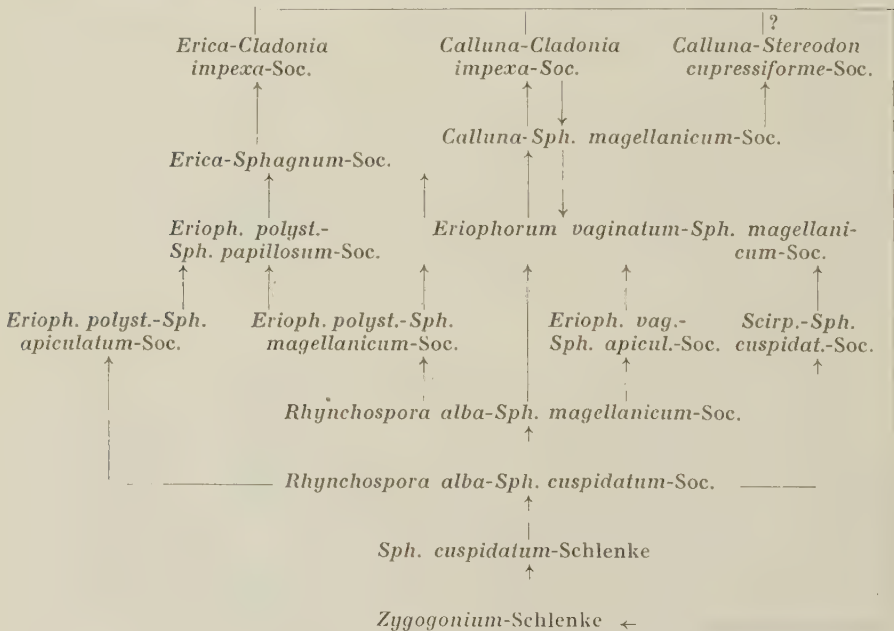 ?
Erica-Cladonia
impexa-Soc.
Calluna-Cladonia
impexa-Soc.
Calluna-Stereodon
cupressiforme-Soc.
Calluna-Sph. magellanicum-Soc.
Erica-Sphagnum-Soc.
Erioph. polyst.-
Sph. papillosum-Soc.
Eriophorum vaginatum-Sph. magellani-
cum-Soc.
Erioph. polyst.-Sph.
apiculatum-Soc.
Erioph. polyst.-Sph.
magellanicum-Soc.
Erioph. vag.-
Sph. apicul.-Soc.
Scirp.-Sph.
cuspidat.-Soc.
Rhynchospora alba-Sph. magellanicum-Soc.
Rhynchospora alba-Sph. cuspidatum-Soc.
Sph. cuspidatum-Schlenke
Zygogonium-Schlenke